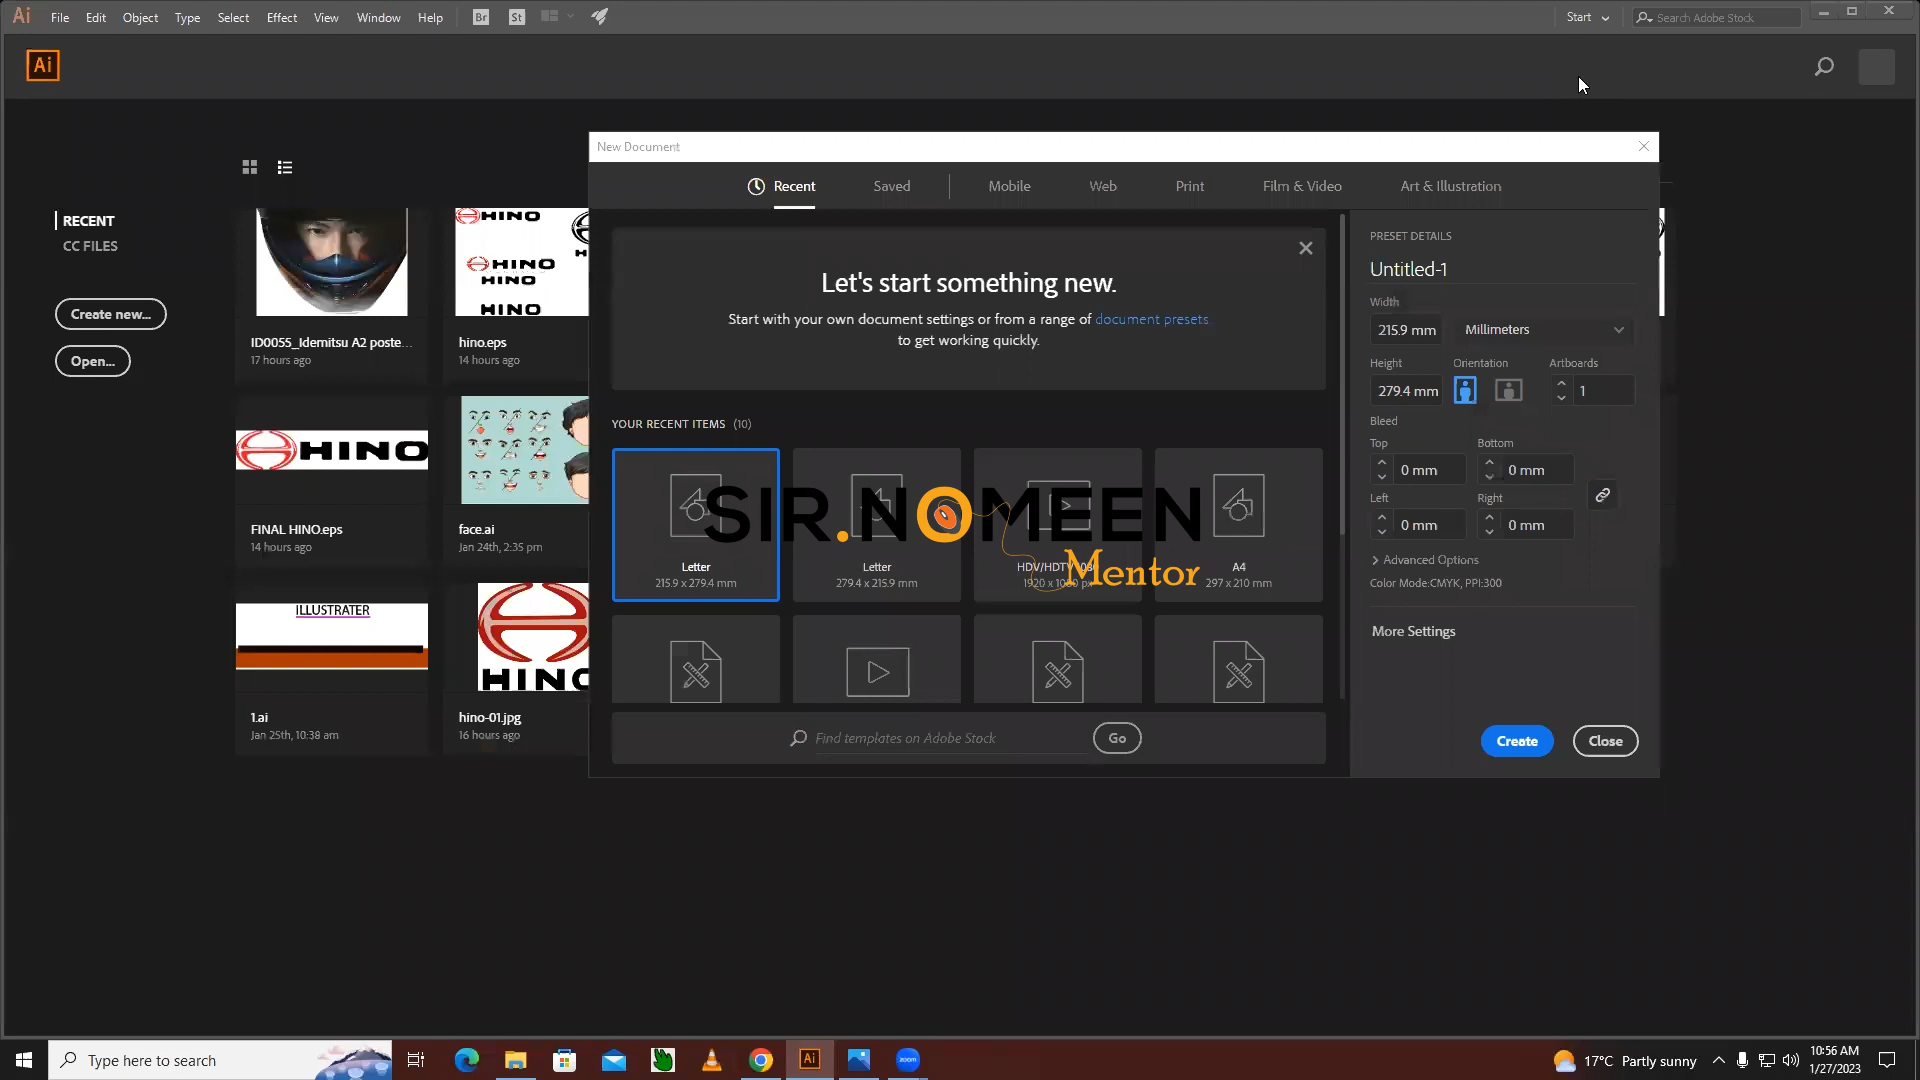 Ai File Edit Object Type Select Effect View Window Help Br St Start Search Adobe Stock
Ai
New Document
Recent Saved Mobile Web Print Film & Video Art & Illustration
RECENT
CC FILES
Create new...
Open...
HINO
HINO
HINO
HINO
ID0055_Idemitsu A2 poste...
17 hours ago
hino.eps
14 hours ago
HINO
FINAL HINO.eps
14 hours ago
face.ai
Jan 24th, 2:35 pm
ILLUSTRATER
1.ai
Jan 25th, 10:38 am
HINO
hino-01.jpg
16 hours ago
Let's start something new.
Start with your own document settings or from a range of document presets
to get working quickly.
YOUR RECENT ITEMS (10)
SIR.NOMEEN
Mentor
Letter
215.9 x 279.4 mm
Letter
279.4 x 215.9 mm
HDV/HDTV 1080
1920 x 1080 px
A4
297 x 210 mm
Find templates on Adobe Stock Go
PRESET DETAILS
Untitled-1
Width
215.9 mm Millimeters
Height Orientation Artboards
279.4 mm 1
Bleed
Top Bottom
0 mm 0 mm
Left Right
0 mm 0 mm
> Advanced Options
Color Mode:CMYK, PPI:300
More Settings
Create Close
Type here to search
Ai
zoom
17°C Partly sunny
10:56 AM
1/27/2023